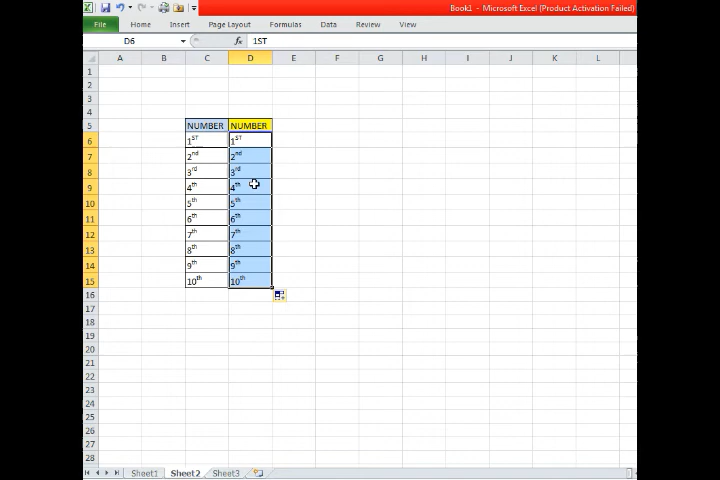 Book1 - Microsoft Excel (Product Activation Failed)
File Home Insert Page Layout Formulas Data Review View
D6 fx 1ST
A B C D E F G H I J K L
1
2
3
4
5 NUMBER NUMBER
6 1ST 1ST
7 2nd 2nd
8 3rd 3rd
9 4th 4th
10 5th 5th
11 6th 6th
12 7th 7th
13 8th 8th
14 9th 9th
15 10th 10th
16
17
18
19
20
21
22
23
24
25
26
27
28
Sheet1 Sheet2 Sheet3